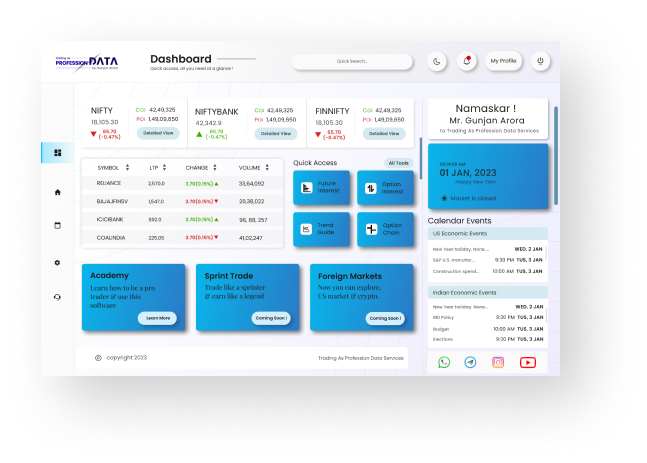 Trading as
PROFESSION DATA
by Gunjan Arora
Dashboard
Quick access, all you need at a glance !
Quick Search..
My Profile
NIFTY
18,105.30
65.70
(-0.47%)
COI 42,49,325
POI 1,49,09,650
Detailed View
NIFTYBANK
42,342.9
65.70
(-0.47%)
COI 42,49,325
POI 1,49,09,650
Detailed View
FINNIFTY
18,105.30
65.70
(-0.47%)
COI 42,49,325
POI 1,49,09,650
Detailed View
Namaskar !
Mr. Gunjan Arora
to Trading As Profession Data Services
01 JAN, 2023
Happy New Year
Market is closed
SYMBOL LTP CHANGE VOLUME
RELIANCE 2,570.0 3.70(0.15%) 33,64,092
BAJAJFINSV 1,547.0 3.70(0.15%) 26,38,022
ICICIBANK 892.0 3.70(0.15%) 96, 88, 257
COALINDIA 225.05 3.70(0.15%) 41,02,247
Quick Access
All Tools
Future
Interest
Option
Interest
Trend
Guide
Option
Chain
Calendar Events
US Economic Events
New Year holiday, None... WED, 2 JAN
S&P U.S. manufac... 9:30 PM TUS, 3 JAN
Construction spend... 10:00 AM TUS, 3 JAN
Indian Economic Events
New Year holiday, None... WED, 2 JAN
RBI Policy 9:30 PM TUS, 3 JAN
Budget 10:00 AM TUS, 3 JAN
Elections 9:30 PM TUS, 3 JAN
Academy
Learn how to be a pro
trader & use this
software
Learn More
Sprint Trade
Trade like a sprinter
& earn like a legend
Coming Soon !
Foreign Markets
Now you can explore,
US market & crypto.
Coming Soon !
© copyright 2023
Trading As Profession Data Services